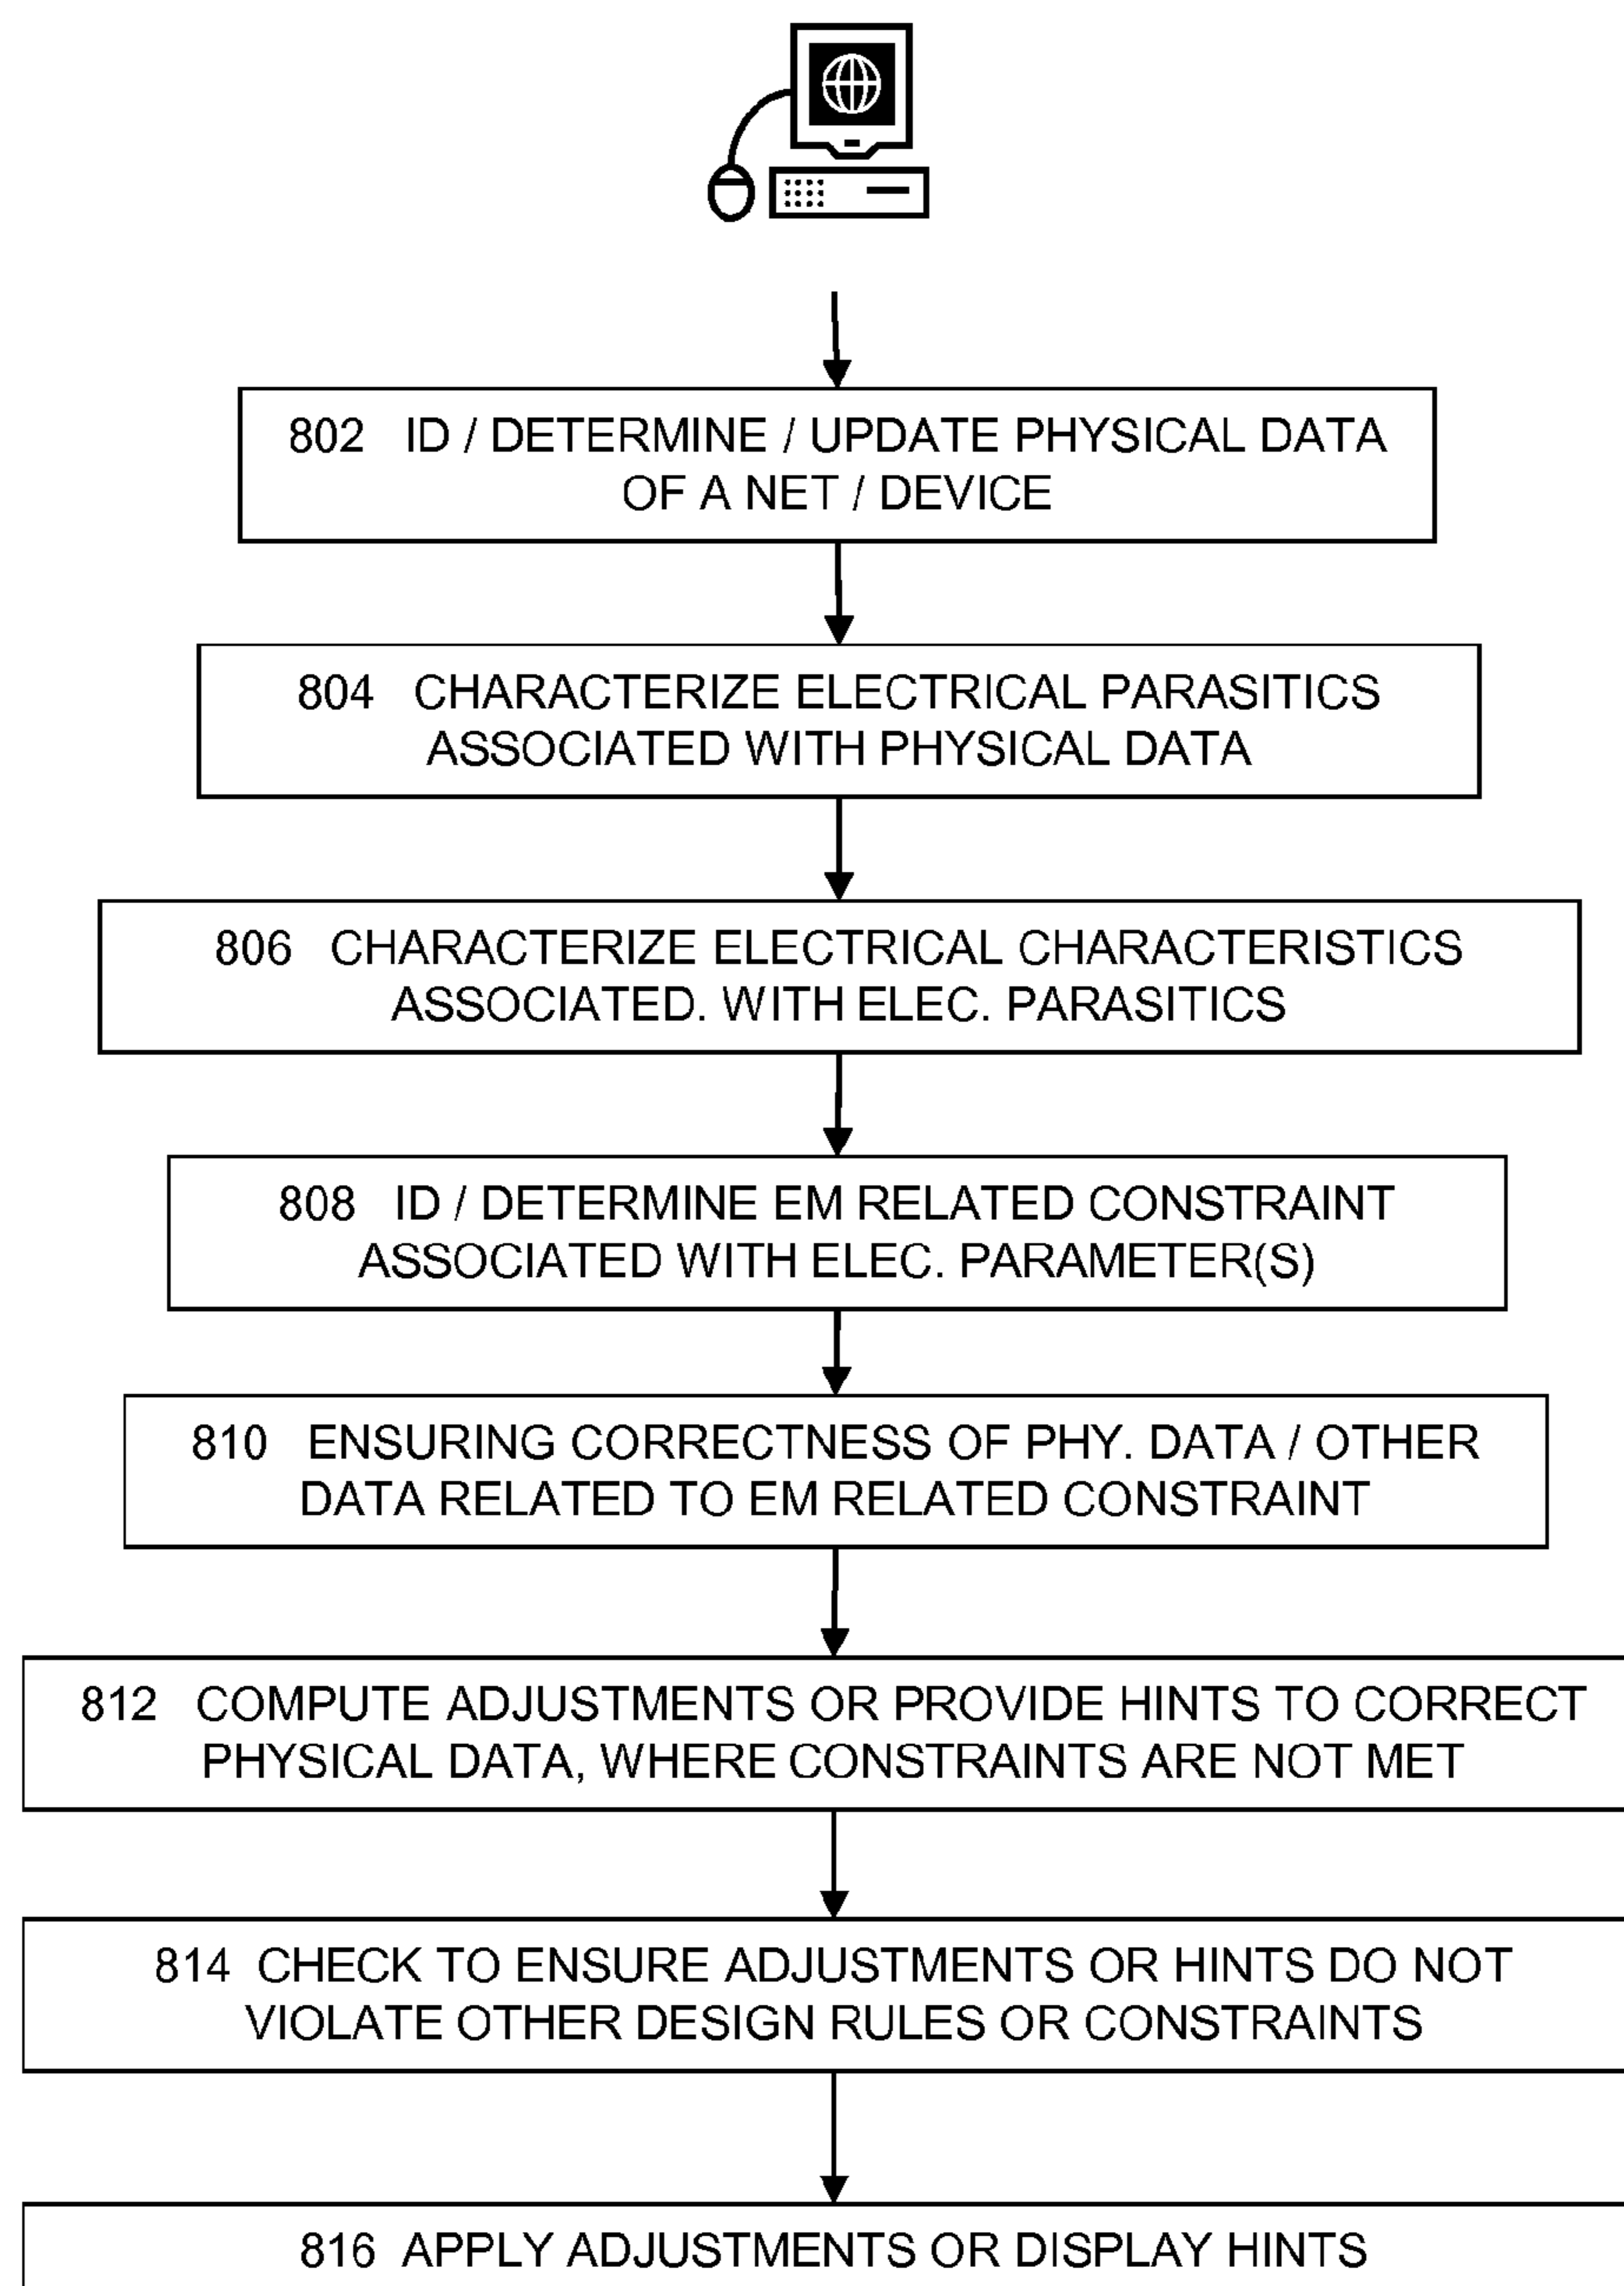 802 ID / DETERMINE / UPDATE PHYSICAL DATA
OF A NET / DEVICE
804 CHARACTERIZE ELECTRICAL PARASITICS
ASSOCIATED WITH PHYSICAL DATA
806 CHARACTERIZE ELECTRICAL CHARACTERISTICS
ASSOCIATED. WITH ELEC. PARASITICS
808 ID / DETERMINE EM RELATED CONSTRAINT
ASSOCIATED WITH ELEC. PARAMETER(S)
810 ENSURING CORRECTNESS OF PHY. DATA / OTHER
DATA RELATED TO EM RELATED CONSTRAINT
812 COMPUTE ADJUSTMENTS OR PROVIDE HINTS TO CORRECT
PHYSICAL DATA, WHERE CONSTRAINTS ARE NOT MET
814 CHECK TO ENSURE ADJUSTMENTS OR HINTS DO NOT
VIOLATE OTHER DESIGN RULES OR CONSTRAINTS
816 APPLY ADJUSTMENTS OR DISPLAY HINTS